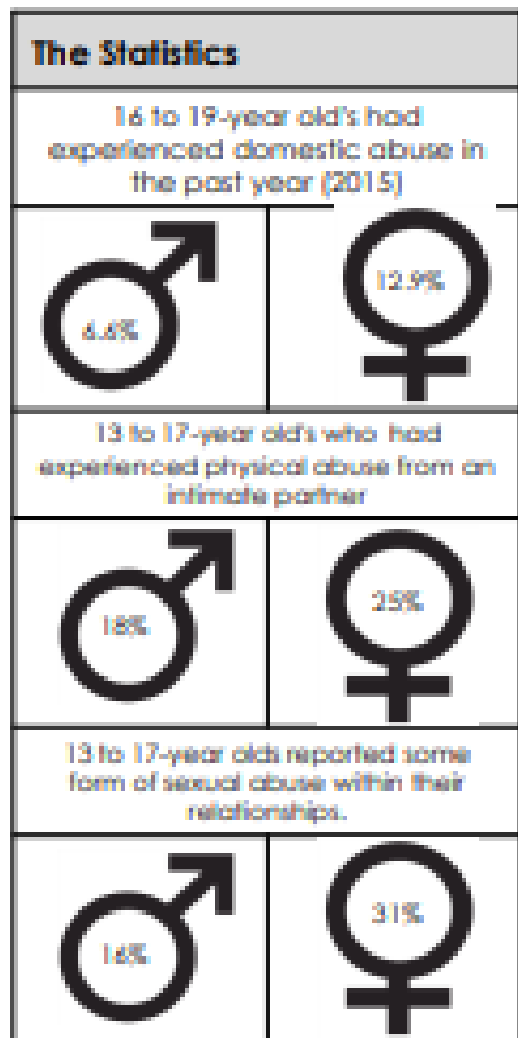 The Statistics
16 to 19-year old's had
experienced domestic abuse in
the past year (2015)
6.6%
12.9%
13 to 17-year old's who had
experienced physical abuse from an
intimate partner
18%
25%
13 to 17-year olds reported some
form of sexual abuse within their
relationships.
16%
31%